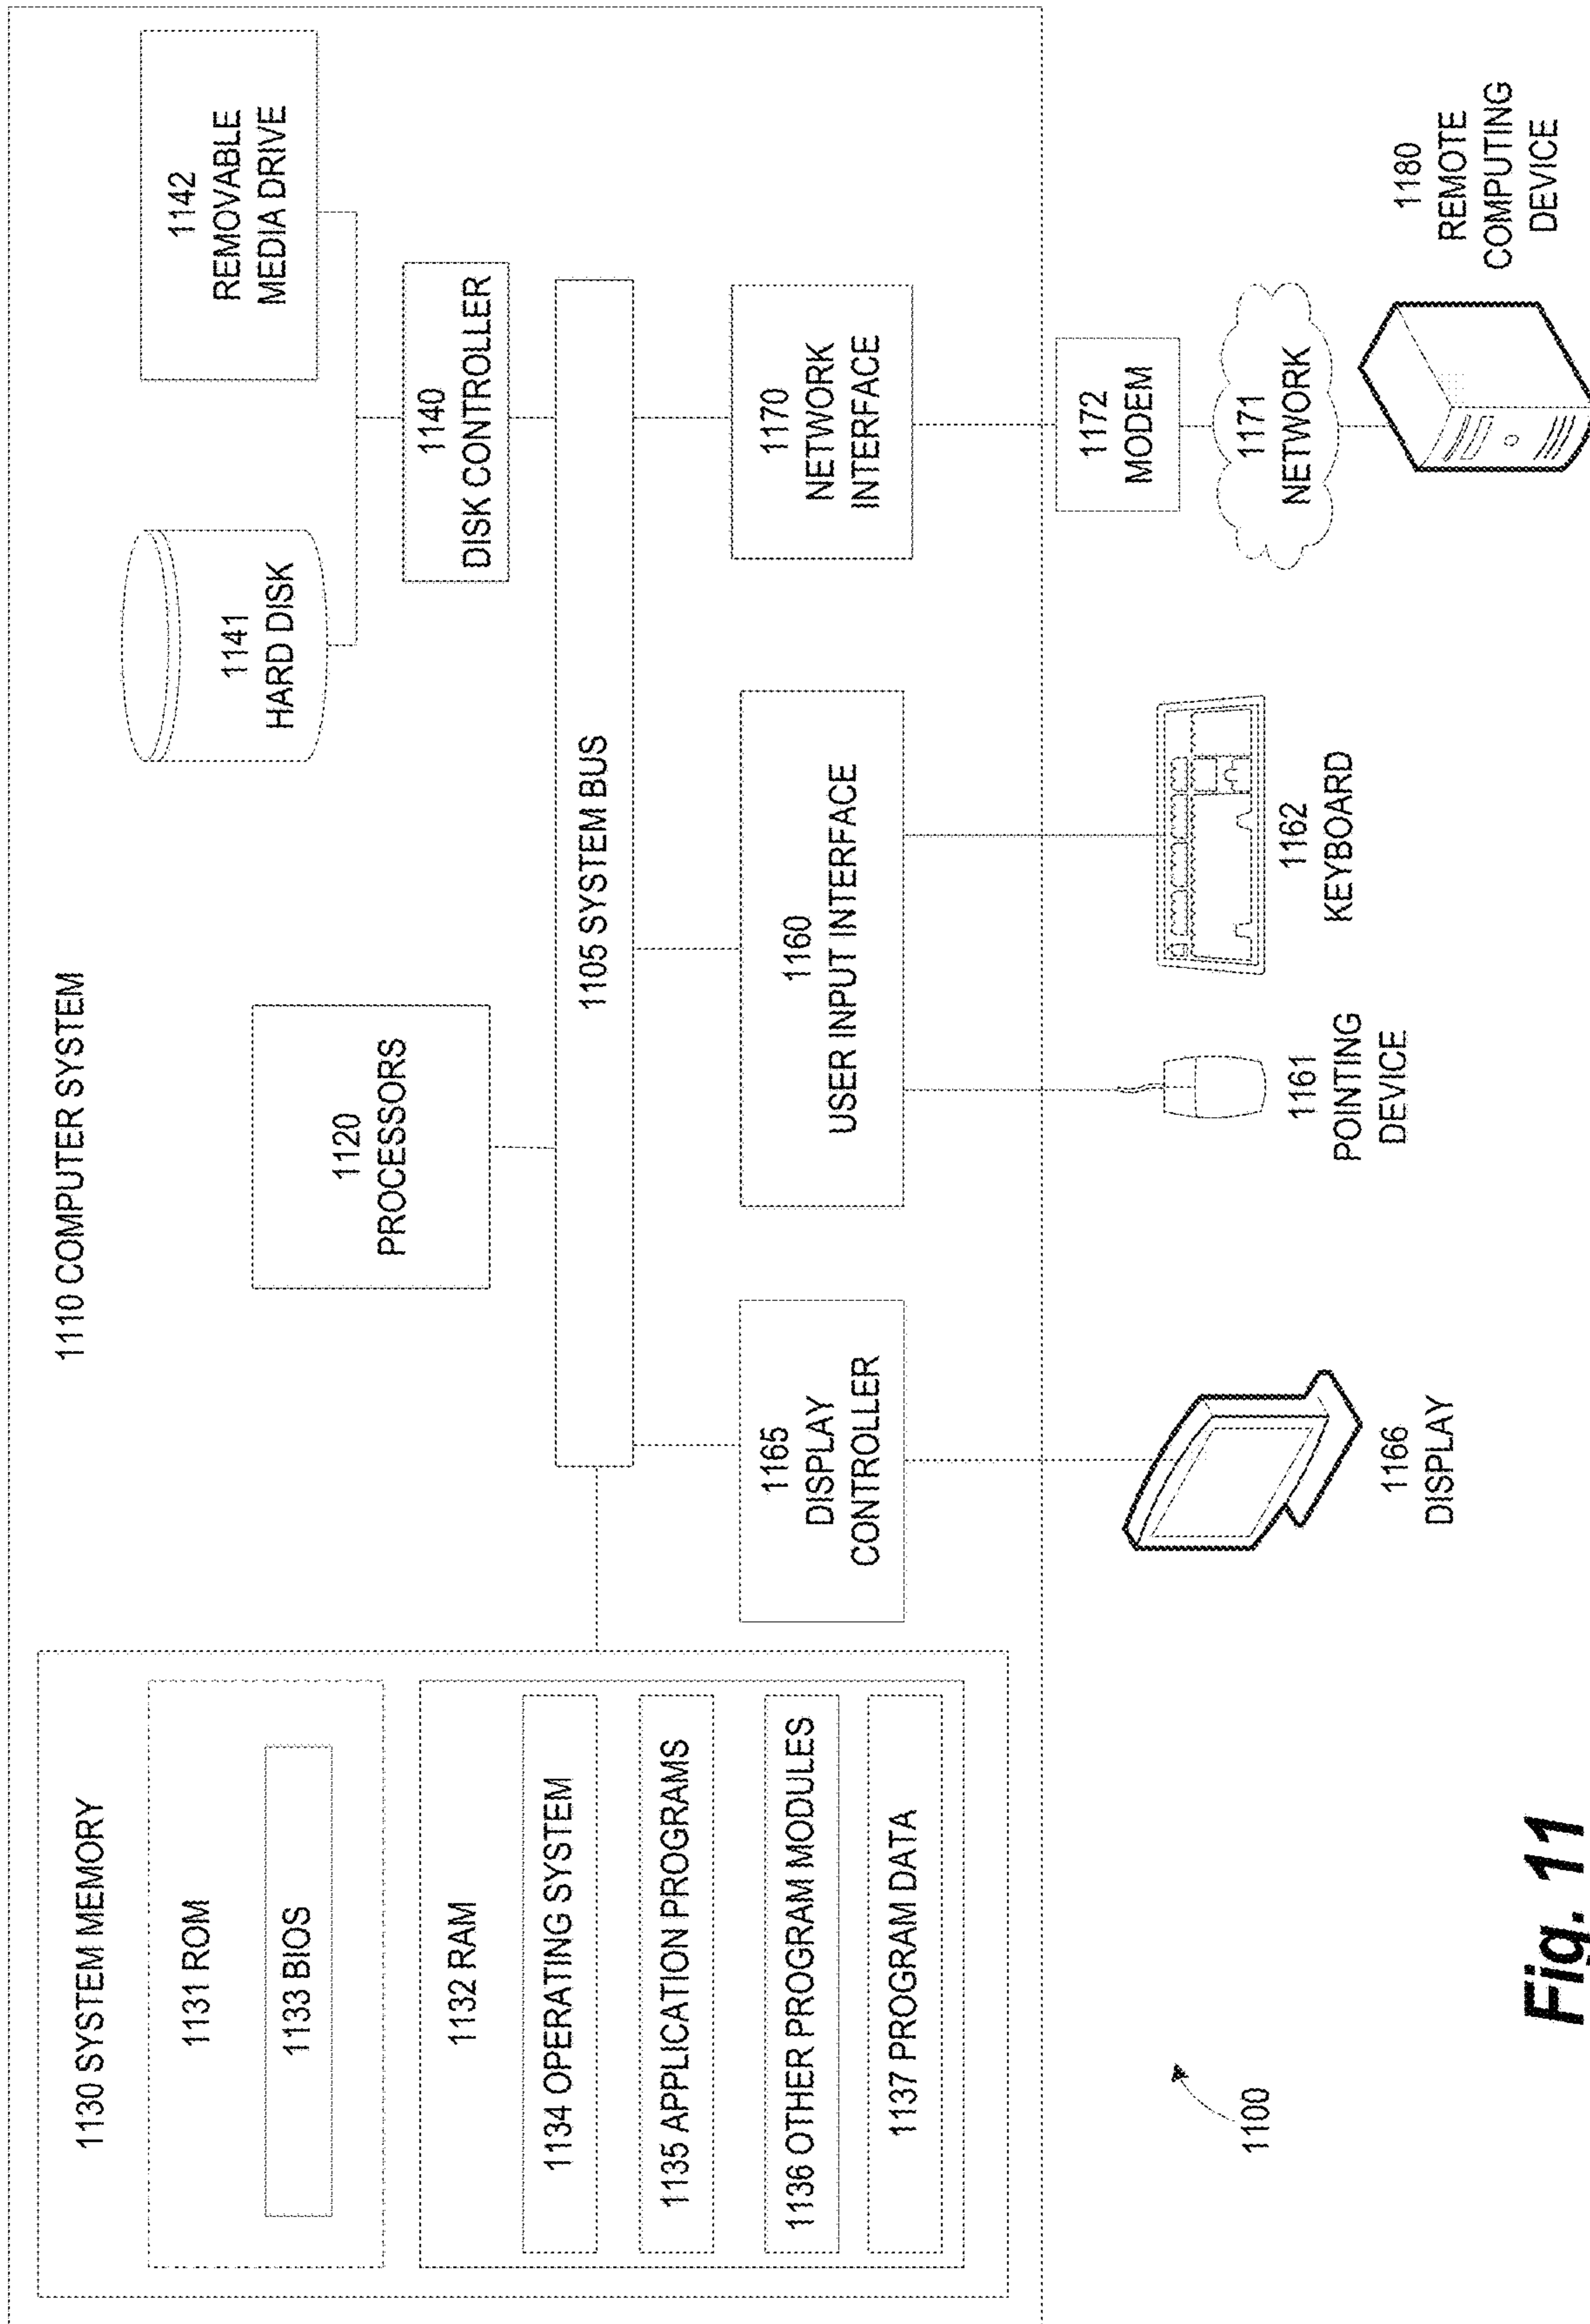 1110 COMPUTER SYSTEM
1130 SYSTEM MEMORY
1131 ROM
1133 BIOS
1132 RAM
1134 OPERATING SYSTEM
1135 APPLICATION PROGRAMS
1136 OTHER PROGRAM MODULES
1137 PROGRAM DATA
1120
PROCESSORS
1141
HARD DISK
1142
REMOVABLE
MEDIA DRIVE
1140
DISK CONTROLLER
1105 SYSTEM BUS
1165
DISPLAY
CONTROLLER
1160
USER INPUT INTERFACE
1170
NETWORK
INTERFACE
1172
MODEM
1171
NETWORK
1180
REMOTE
COMPUTING
DEVICE
1166
DISPLAY
1161
POINTING
DEVICE
1162
KEYBOARD
1100
Fig. 11